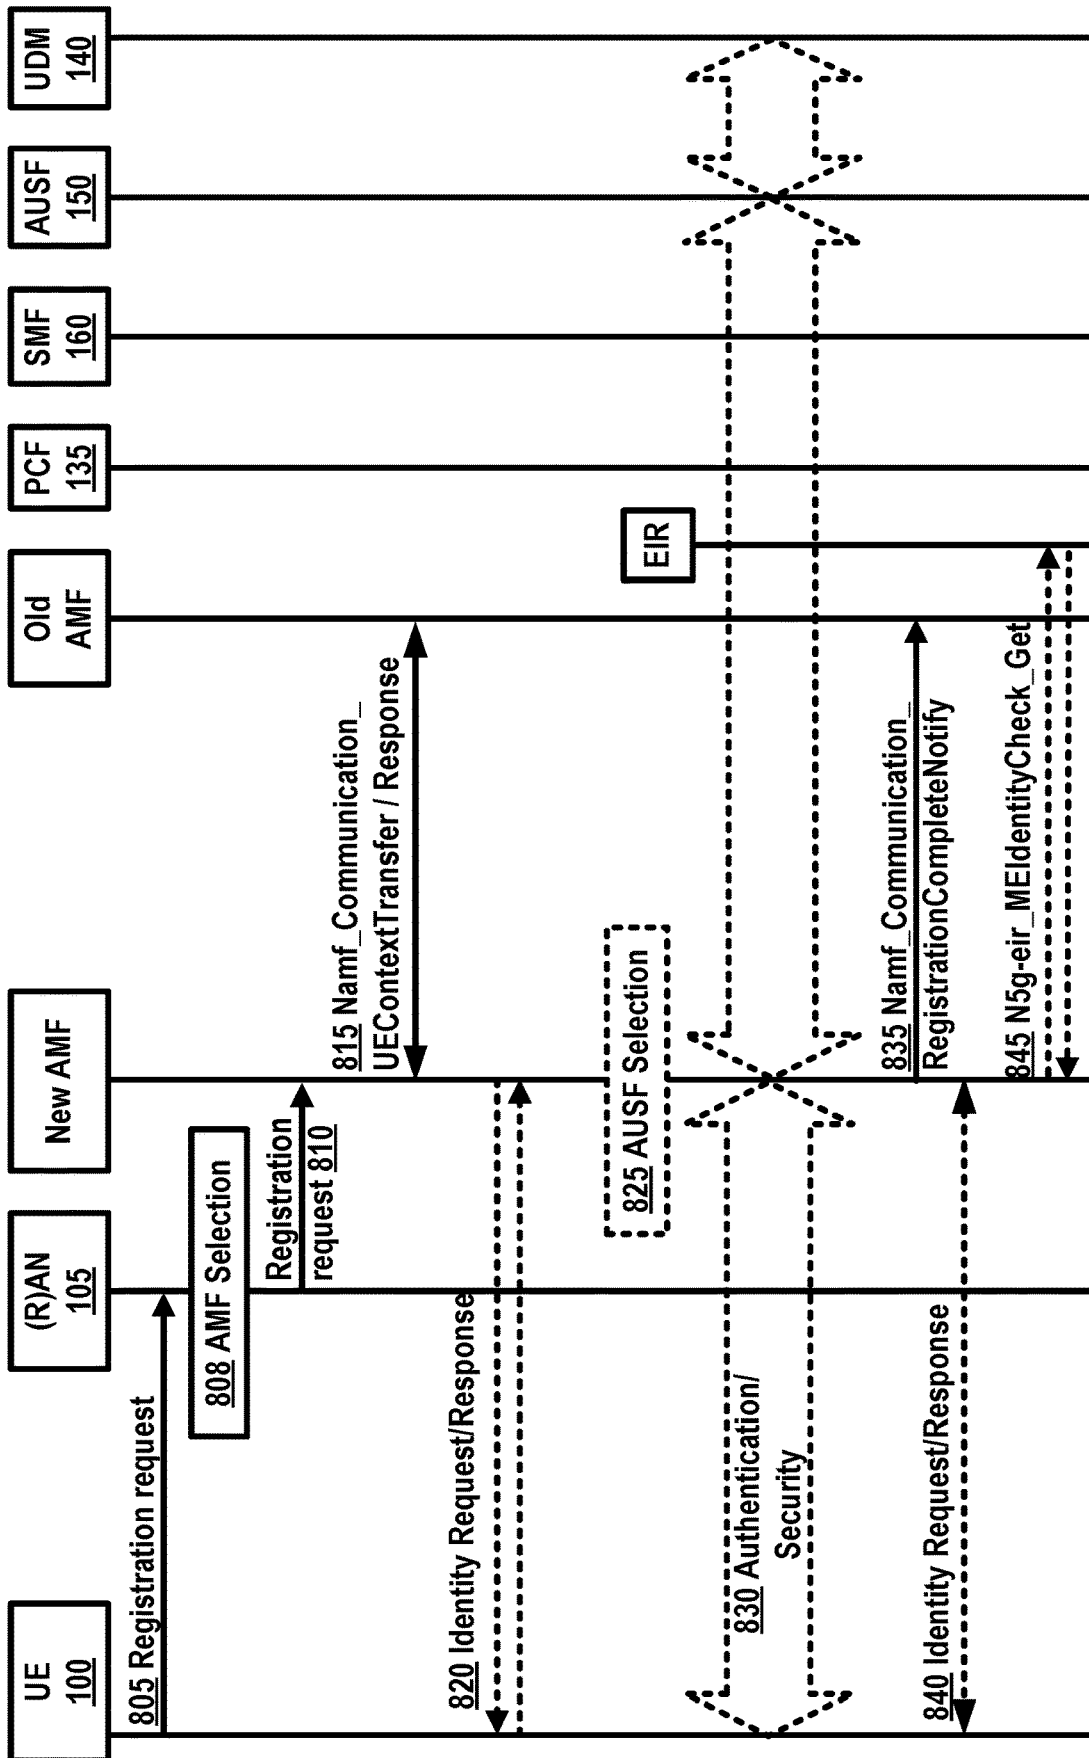 UE
100
(R)AN
105
New AMF
Old
AMF
PCF
135
SMF
160
AUSF
150
UDM
140
805 Registration request
808 AMF Selection
Registration
request 810
815 Namf_Communication_
UEContextTransfer / Response
820 Identity Request/Response
825 AUSF Selection
EIR
830 Authentication/
Security
835 Namf_Communication_
RegistrationCompleteNotify
840 Identity Request/Response
845 N5g-eir_MEIdentityCheck_Get